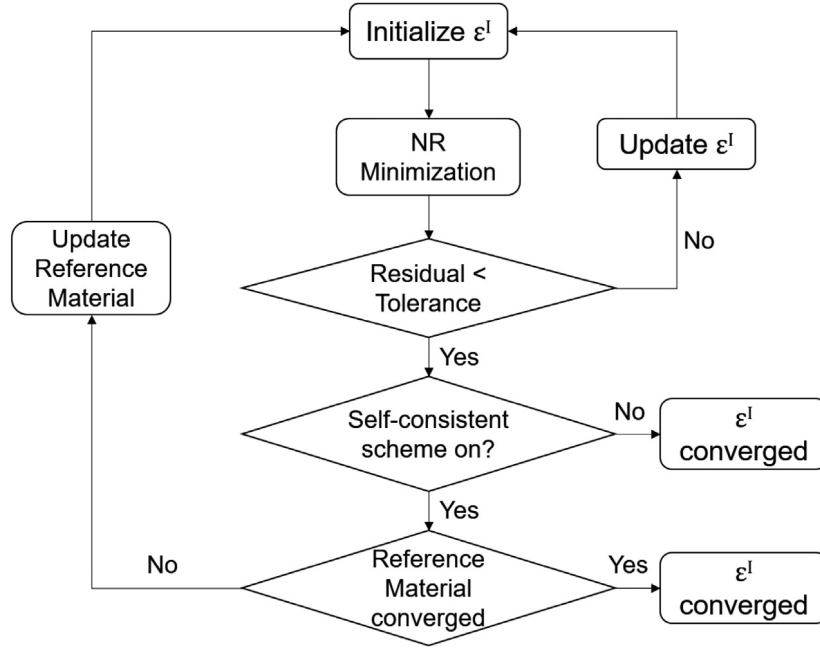 Initialize εᴵ
NR
Minimization
Update εᴵ
Update
Reference
Material
No
Residual <
Tolerance
Yes
Self-consistent
scheme on?
No
εᴵ
converged
Yes
No
Reference
Material
converged
Yes
εᴵ
converged